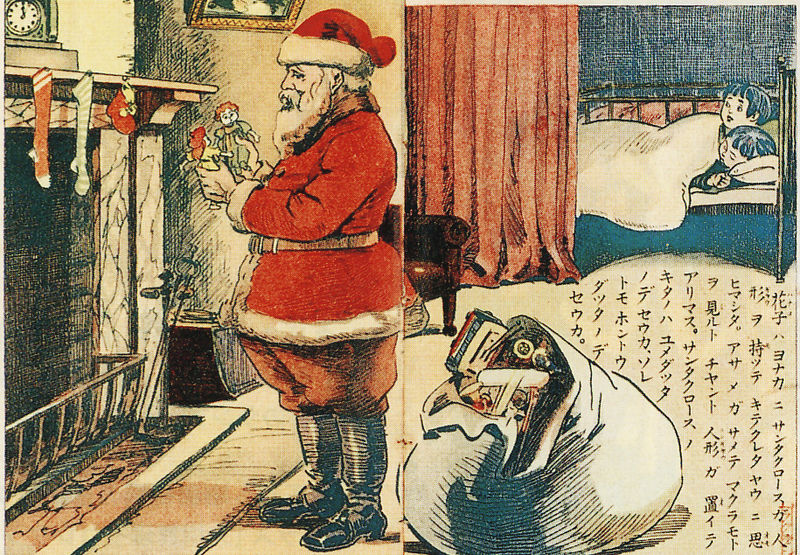 花子ハヨナカ ニ サンタクロースガ 人
形ヲ 持ツテ キテクレタヤウ ニ 思
ヒマシタ。アサ メ ガ サメテ マクラモト
ヲ 見ルト チヤント 人形 ガ 置イテ
アリマス。サンタクロース ノ
キタノハ ユメダツタ
ノデセウカ、ソレ
トモ ホントウ
ダツタノ デ
セウカ。